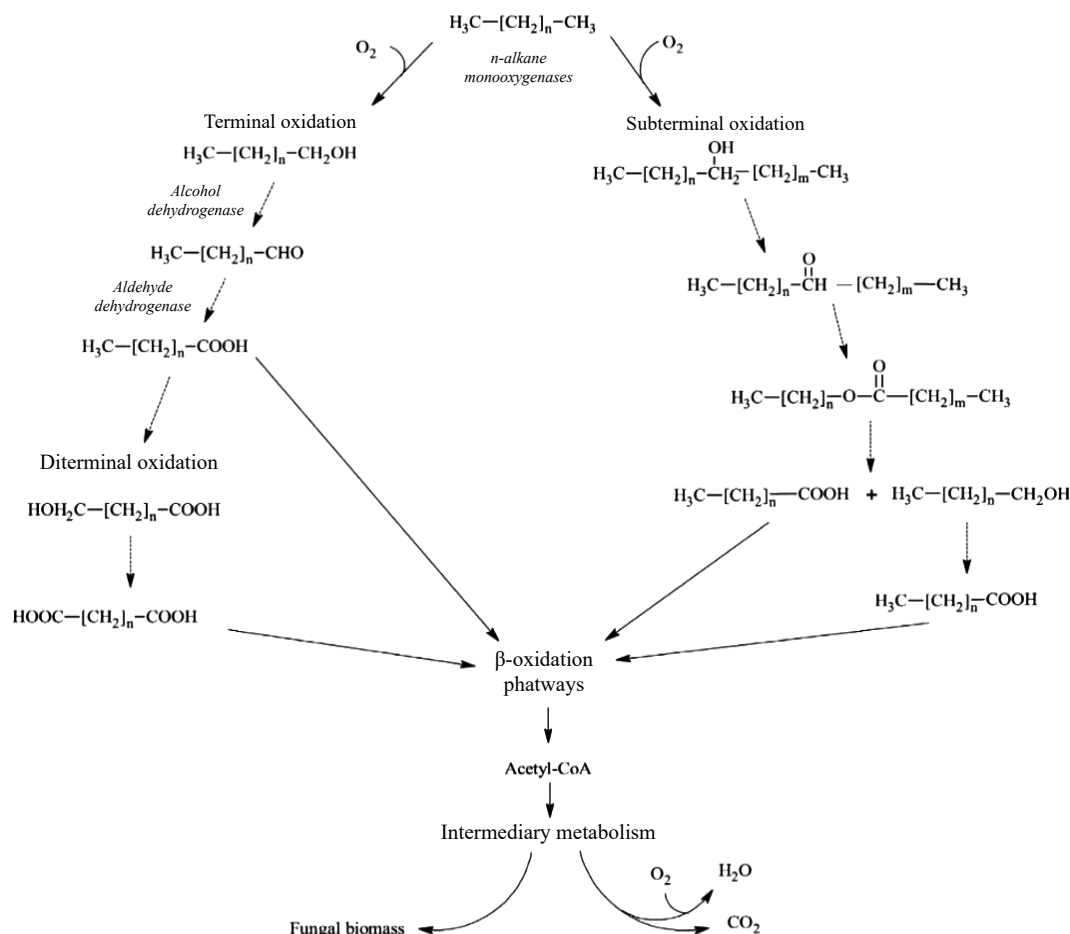 H₃C–[CH₂]ₙ–CH₃
O₂
O₂
n-alkane
monooxygenases
Terminal oxidation
Subterminal oxidation
H₃C–[CH₂]ₙ–CH₂OH
OH
H₃C–[CH₂]ₙ–CH₂–[CH₂]ₘ-CH₃
Alcohol
dehydrogenase
H₃C–[CH₂]ₙ–CHO
O
H₃C–[CH₂]ₙ–CH –[CH₂]ₘ–CH₃
Aldehyde
dehydrogenase
H₃C–[CH₂]ₙ–COOH
O
H₃C–[CH₂]ₙ–O–C–[CH₂]ₘ–CH₃
Diterminal oxidation
HOH₂C–[CH₂]ₙ–COOH
H₃C–[CH₂]ₙ–COOH + H₃C–[CH₂]ₙ–CH₂OH
HOOC–[CH₂]ₙ–COOH
H₃C–[CH₂]ₙ–COOH
β-oxidation
phatways
Acetyl-CoA
Intermediary metabolism
O₂
H₂O
Fungal biomass
CO₂